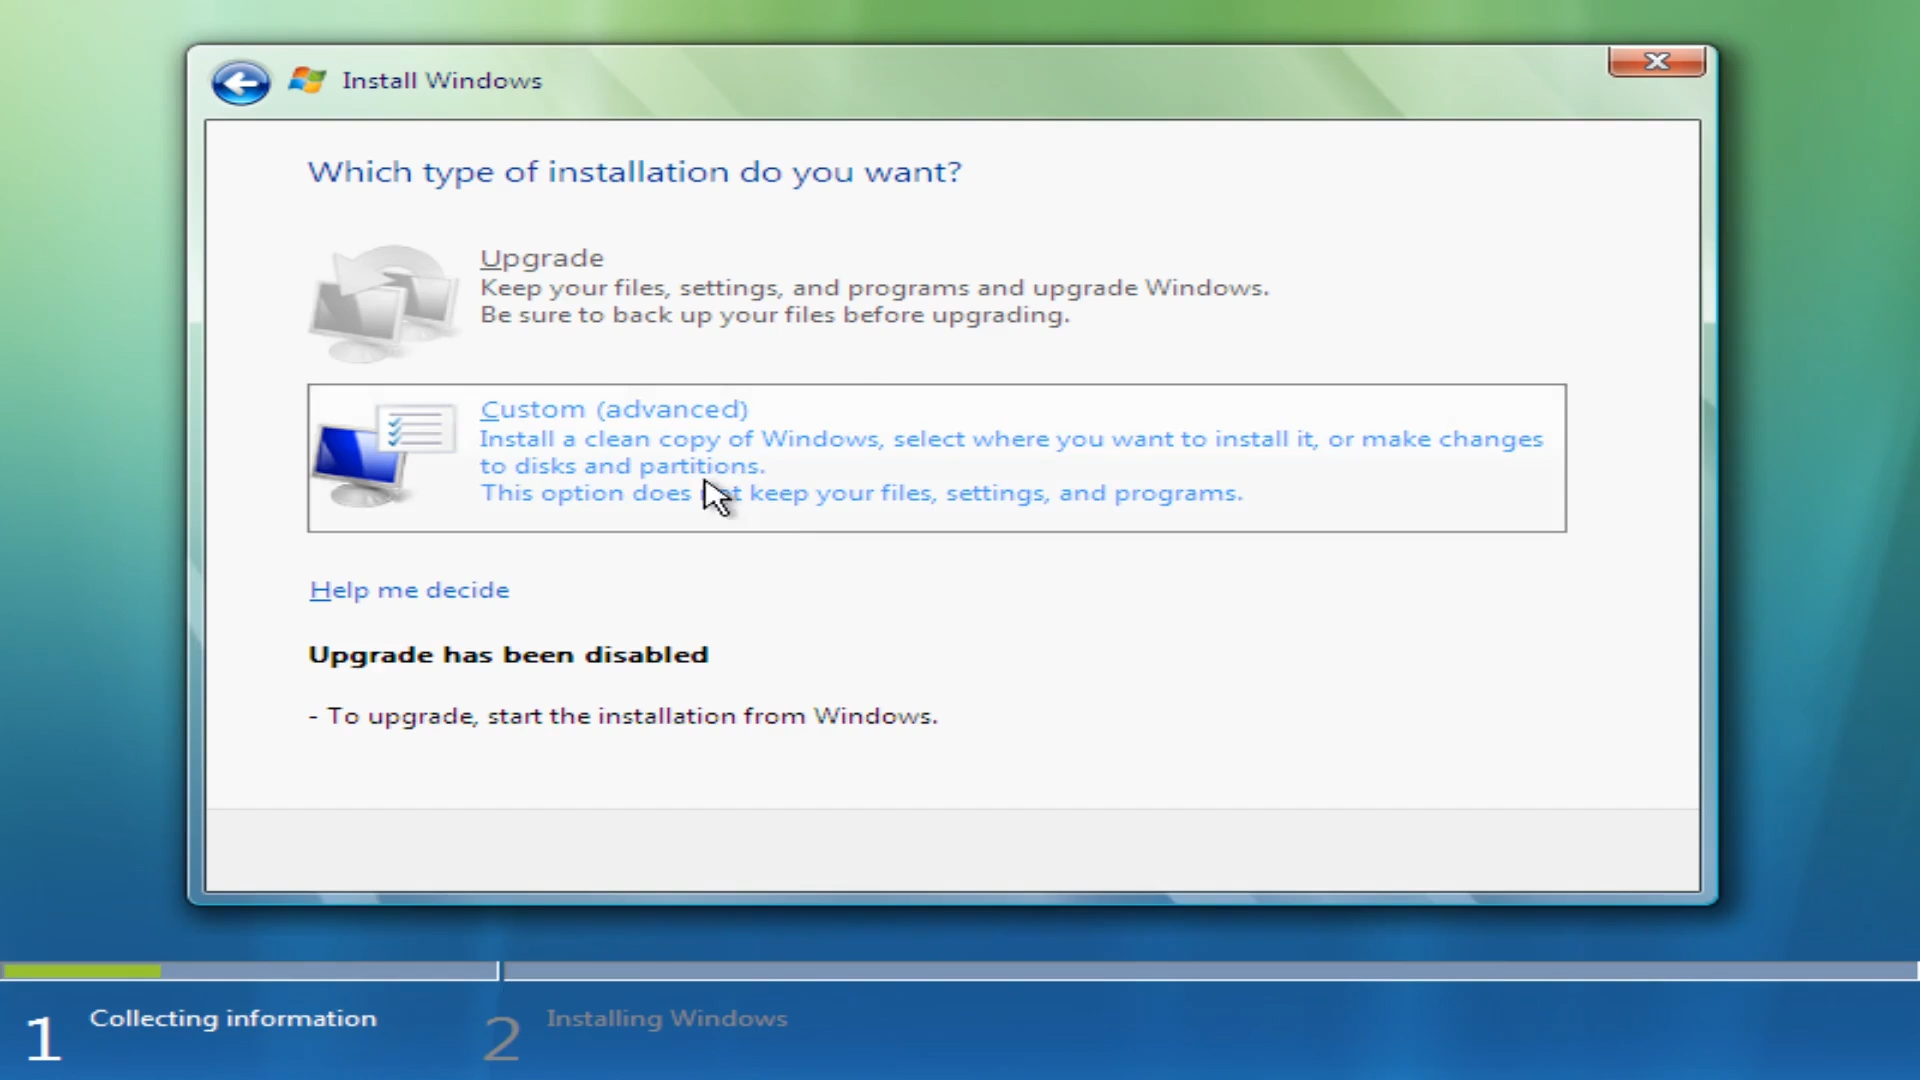 Install Windows
Which type of installation do you want?
Upgrade
Keep your files, settings, and programs and upgrade Windows.
Be sure to back up your files before upgrading.
Custom (advanced)
Install a clean copy of Windows, select where you want to install it, or make changes
to disks and partitions.
This option does not keep your files, settings, and programs.
Help me decide
Upgrade has been disabled
- To upgrade, start the installation from Windows.
1 Collecting information
2 Installing Windows